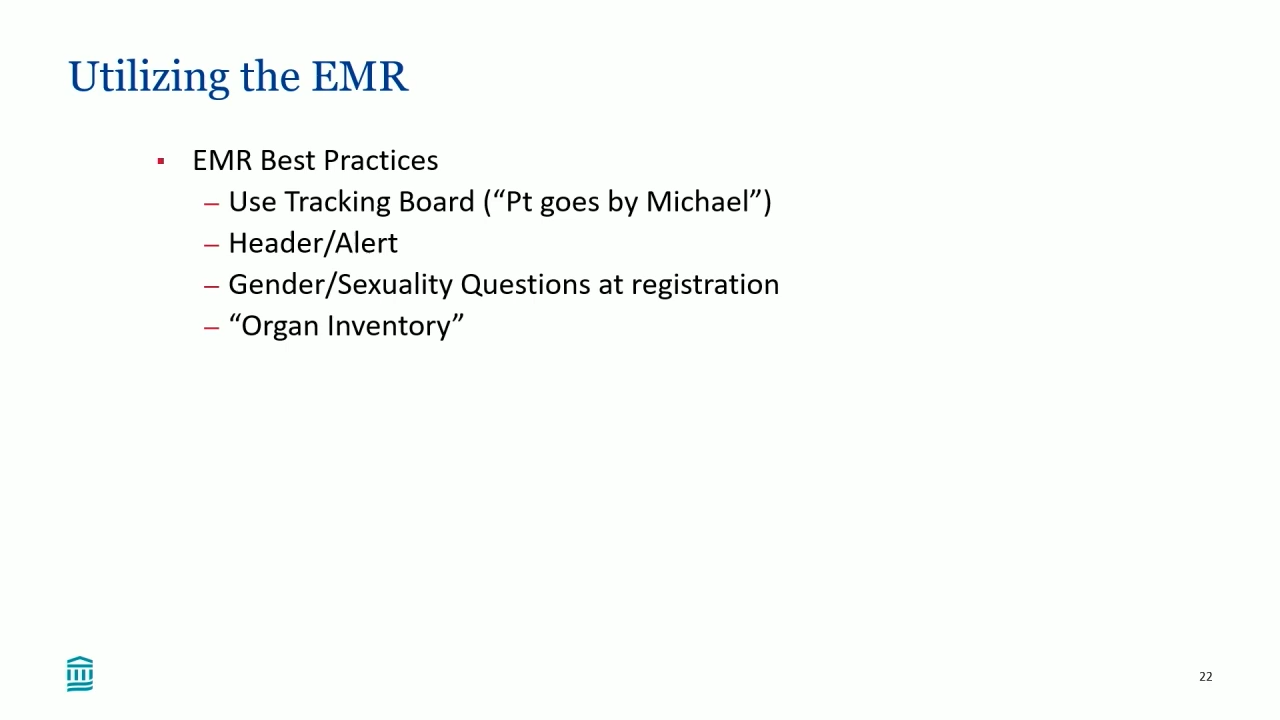 Utilizing the EMR
▪ EMR Best Practices
– Use Tracking Board (“Pt goes by Michael”)
– Header/Alert
– Gender/Sexuality Questions at registration
– “Organ Inventory”
22